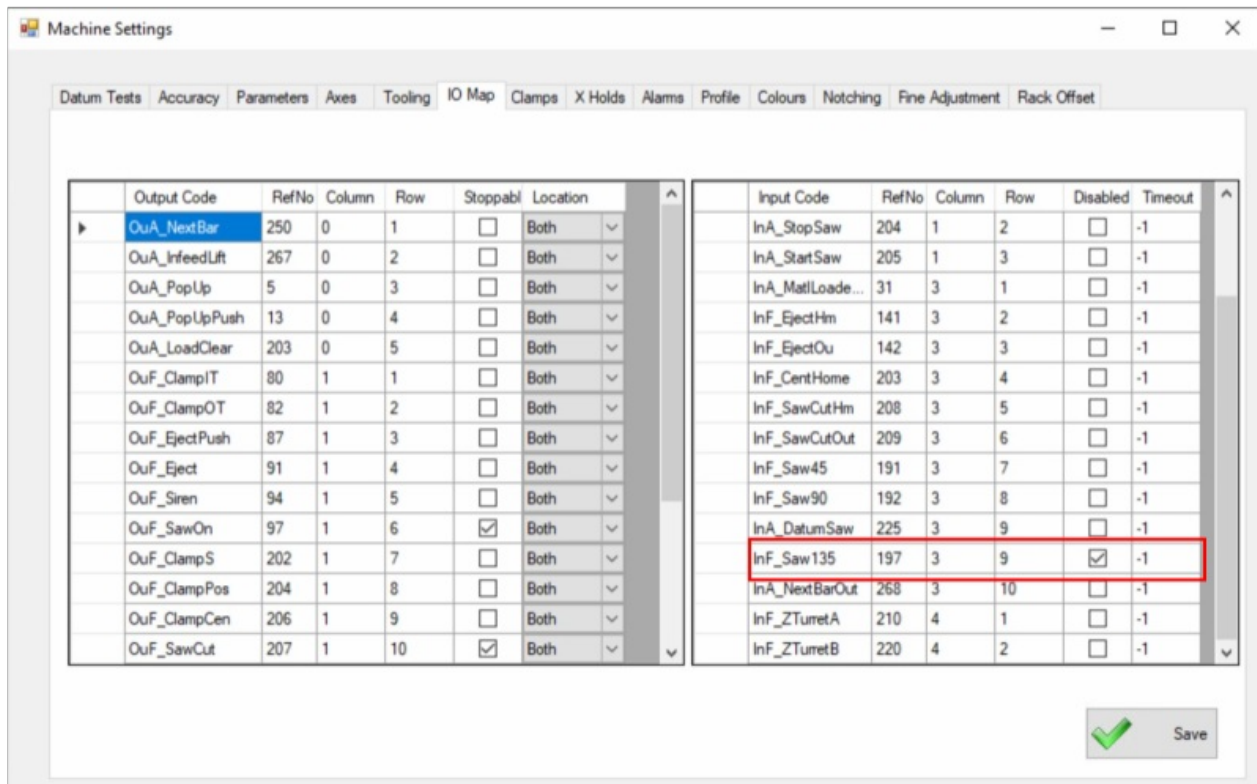 Machine Settings
Datum Tests Accuracy Parameters Axes Tooling IO Map Clamps X Holds Alarms Profile Colours Notching Fine Adjustment Rack Offset
Output Code RefNo Column Row Stoppabl Location
OuA_NextBar 250 0 1 Both
OuA_InfeedLift 267 0 2 Both
OuA_PopUp 5 0 3 Both
OuA_PopUpPush 13 0 4 Both
OuA_LoadClear 203 0 5 Both
OuF_ClampIT 80 1 1 Both
OuF_ClampOT 82 1 2 Both
OuF_EjectPush 87 1 3 Both
OuF_Eject 91 1 4 Both
OuF_Siren 94 1 5 Both
OuF_SawOn 97 1 6 Both
OuF_ClampS 202 1 7 Both
OuF_ClampPos 204 1 8 Both
OuF_ClampCen 206 1 9 Both
OuF_SawCut 207 1 10 Both
Input Code RefNo Column Row Disabled Timeout
InA_StopSaw 204 1 2 -1
InA_StartSaw 205 1 3 -1
InA_MatlLoade... 31 3 1 -1
InF_EjectHm 141 3 2 -1
InF_EjectOu 142 3 3 -1
InF_CentHome 203 3 4 -1
InF_SawCutHm 208 3 5 -1
InF_SawCutOut 209 3 6 -1
InF_Saw45 191 3 7 -1
InF_Saw90 192 3 8 -1
InA_DatumSaw 225 3 9 -1
InF_Saw135 197 3 9 -1
InA_NextBarOut 268 3 10 -1
InF_ZTurretA 210 4 1 -1
InF_ZTurretB 220 4 2 -1
Save